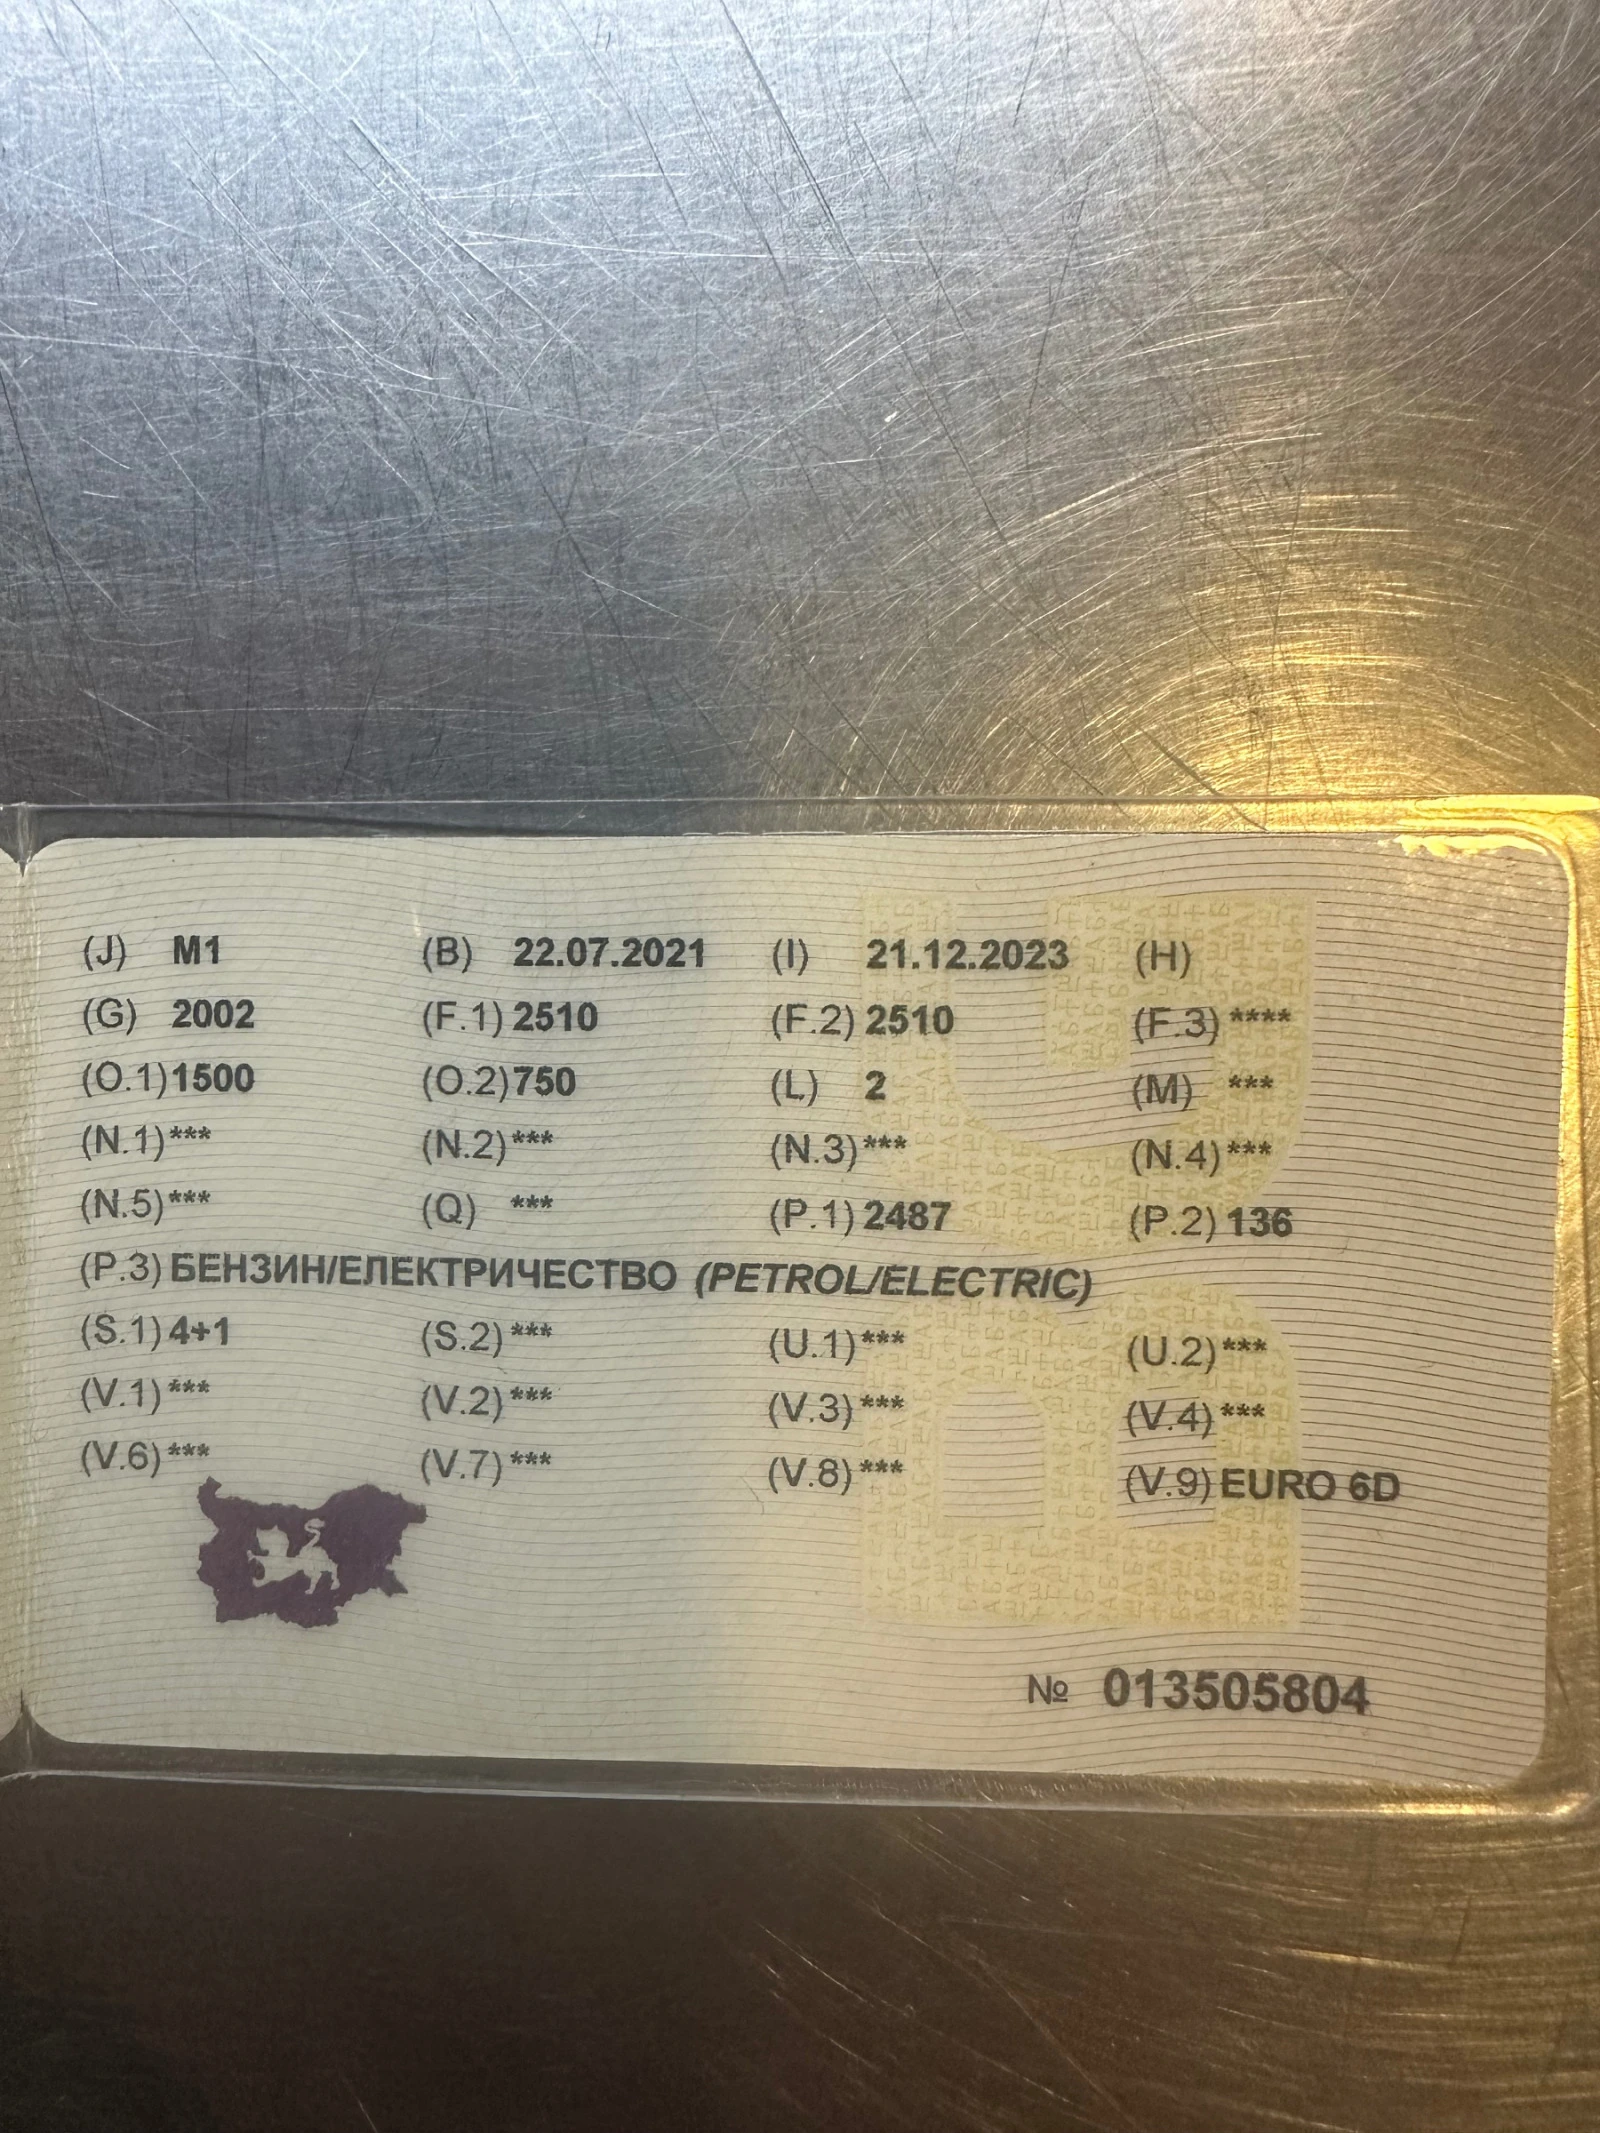 (J) M1 (B) 22.07.2021 (I) 21.12.2023 (H)
(G) 2002 (F.1) 2510 (F.2) 2510 (F.3) ****
(O.1) 1500 (O.2) 750 (L) 2 (M) ***
(N.1) *** (N.2) *** (N.3) *** (N.4) ***
(N.5) *** (Q) *** (P.1) 2487 (P.2) 136
(P.3) БЕНЗИН/ЕЛЕКТРИЧЕСТВО (PETROL/ELECTRIC)
(S.1) 4+1 (S.2) *** (U.1) *** (U.2) ***
(V.1) *** (V.2) *** (V.3) *** (V.4) ***
(V.6) *** (V.7) *** (V.8) *** (V.9) EURO 6D
№ 013505804